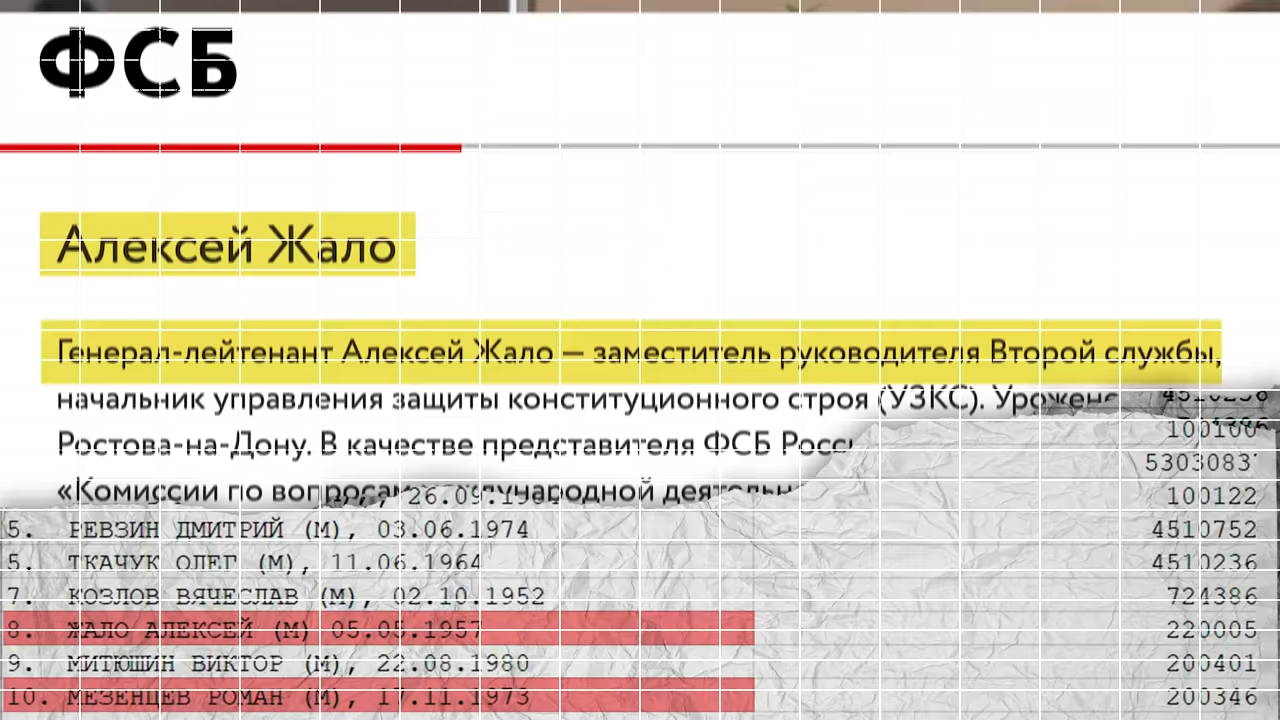 ФСБ
Алексей Жало
Генерал-лейтенант Алексей Жало — заместитель руководителя Второй службы,
начальник управления защиты конституционного строя (УЗКС).
Ростова-на-Дону. В качестве представителя ФСБ
100100
5303083
«Комиссии по вопросам
26.09. 100122
5. РЕВЗИН ДМИТРИЙ (М), 03.06.1974 4510752
5. ТКАЧУК ОЛЕГ (М), 11.06.1964 4510236
7. КОЗЛОВ ВЯЧЕСЛАВ (М), 02.10.1952 724386
8. ЖАЛО АЛЕКСЕЙ (М) 05.05.1957 220005
9. МИТЮШИН ВИКТОР (М), 22.08.1980 200401
10. МЕЗЕНЦЕВ РОМАН (М), 17.11.1973 200346